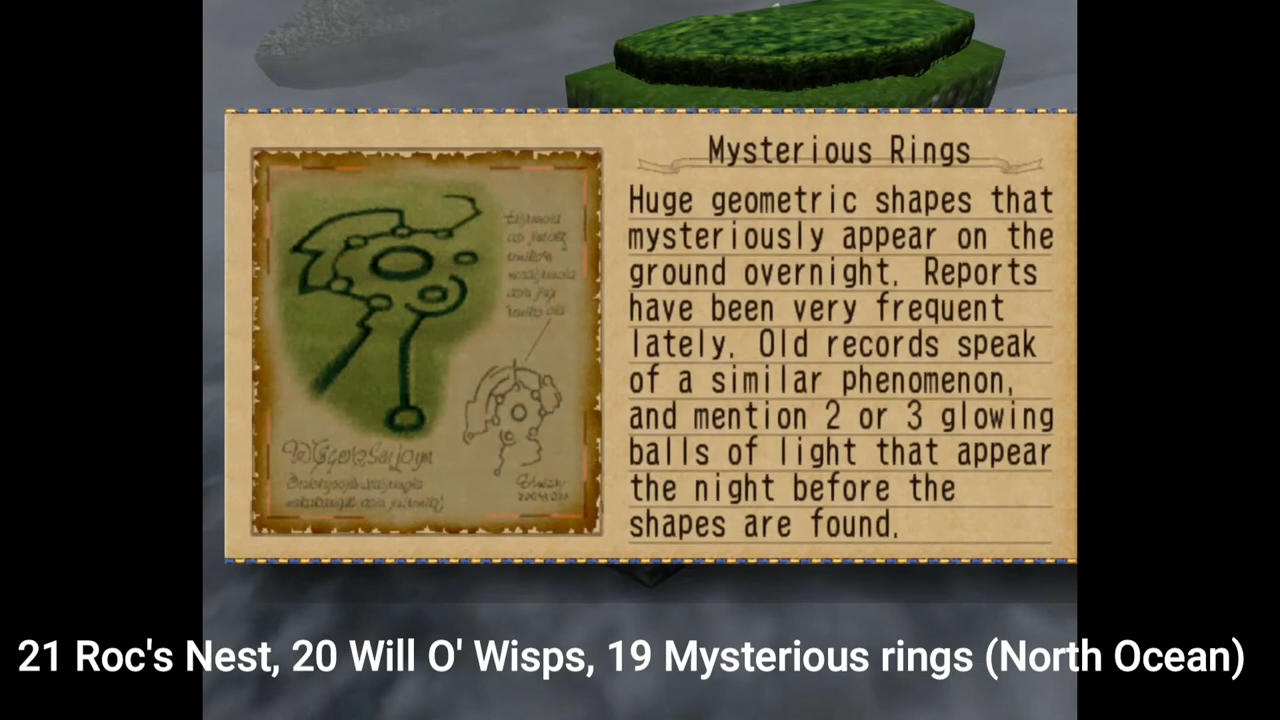 Mysterious Rings
Huge geometric shapes that
mysteriously appear on the
ground overnight. Reports
have been very frequent
lately. Old records speak
of a similar phenomenon,
and mention 2 or 3 glowing
balls of light that appear
the night before the
shapes are found.
21 Roc's Nest, 20 Will O' Wisps, 19 Mysterious rings (North Ocean)